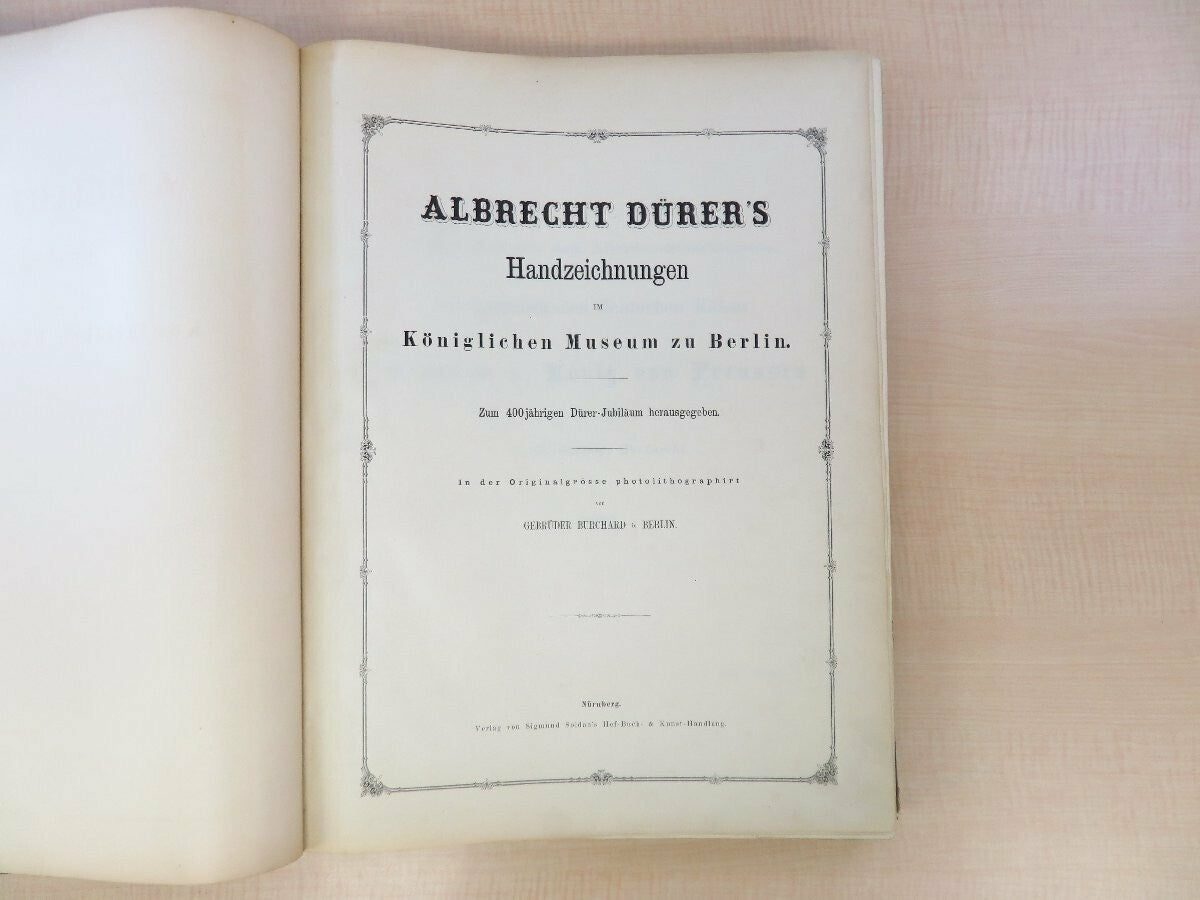 ALBRECHT DÜRER'S
Handzeichnungen
IM
Königlichen Museum zu Berlin.
Zum 400jährigen Dürer-Jubiläum herausgegeben.
in der Originalgrösse photolithographirt
von
GEBRÜDER BURCHARD in BERLIN.
Nürnberg.
Verlag von Sigmund Soldan's Hof-Buch- & Kunst-Handlung.